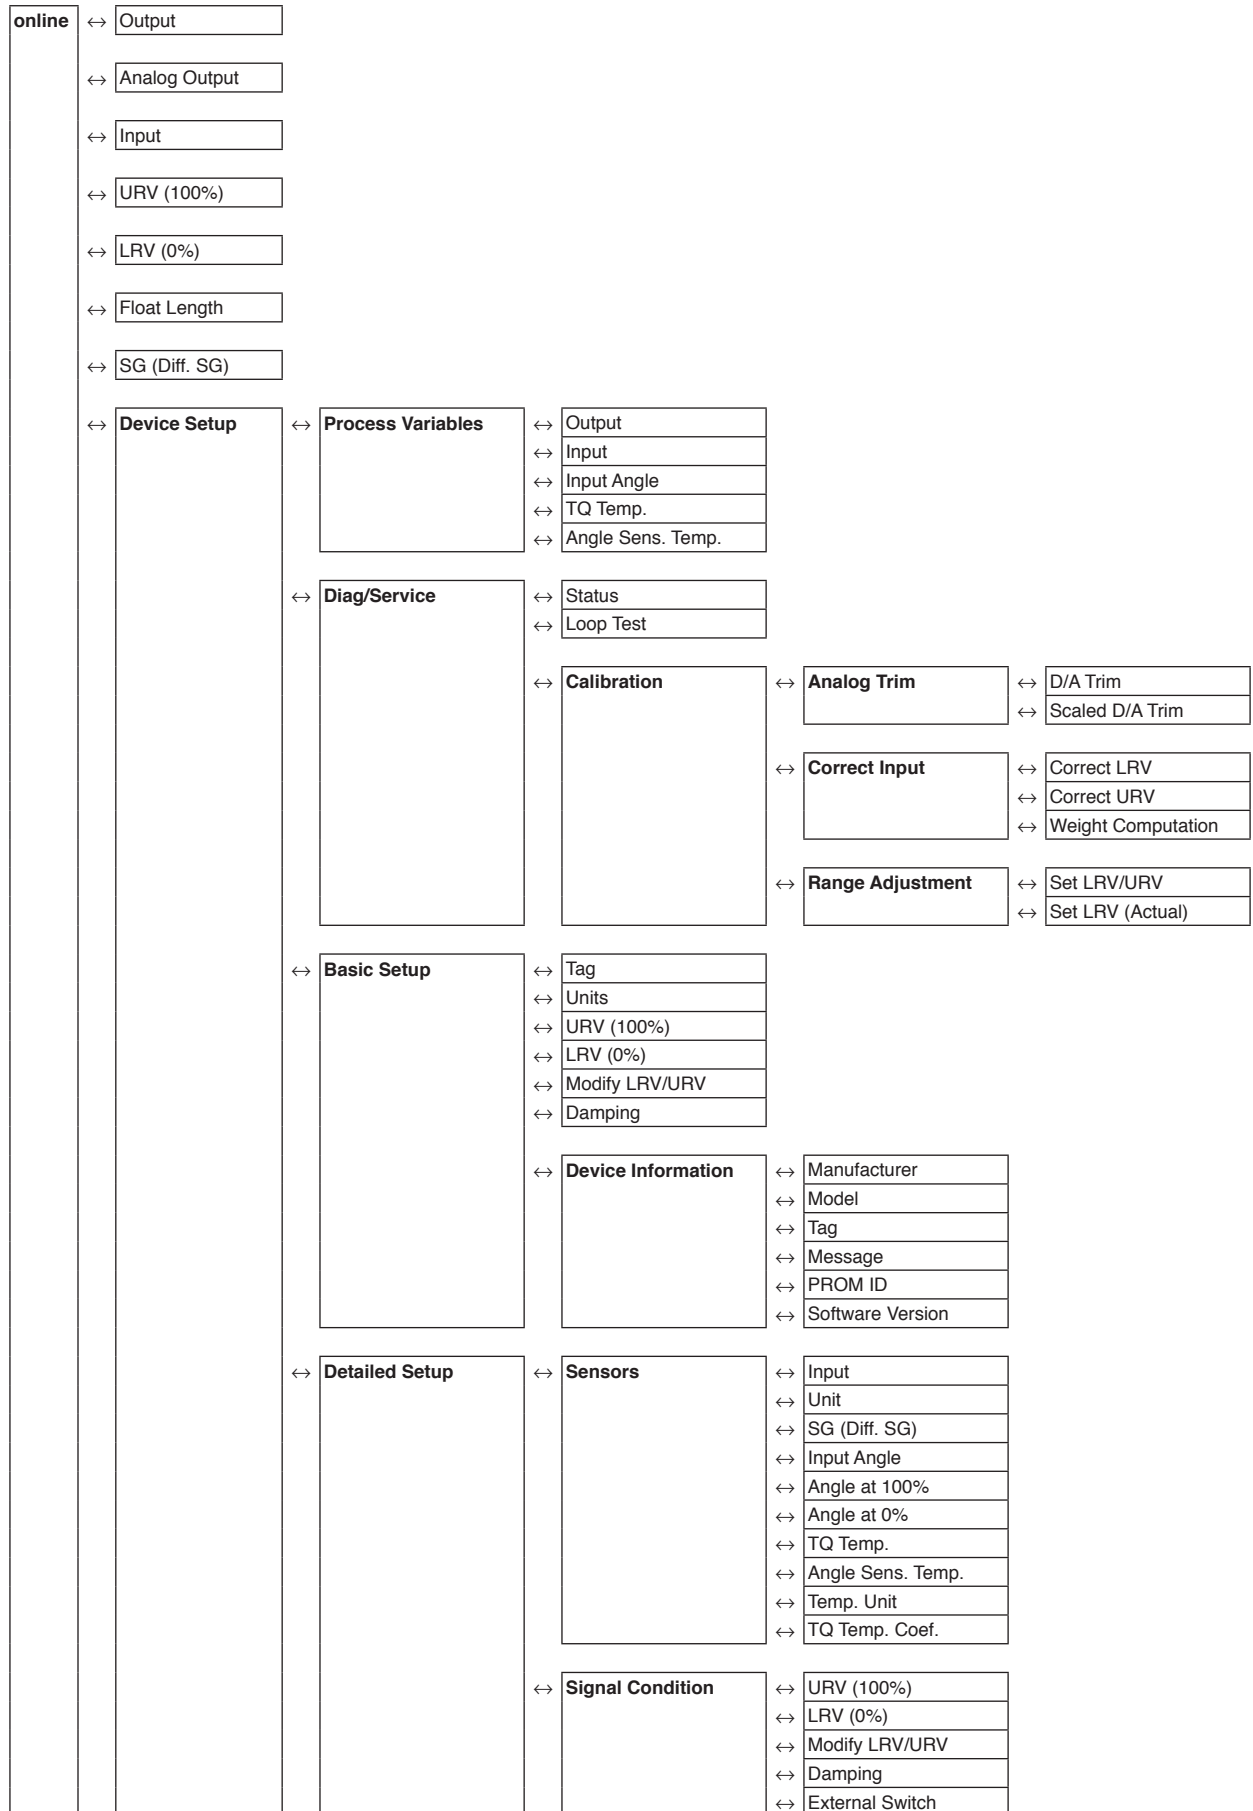 online ↔ Output
↔ Analog Output
↔ Input
↔ URV (100%)
↔ LRV (0%)
↔ Float Length
↔ SG (Diff. SG)
↔ Device Setup ↔ Process Variables ↔ Output
↔ Input
↔ Input Angle
↔ TQ Temp.
↔ Angle Sens. Temp.
↔ Diag/Service ↔ Status
↔ Loop Test
↔ Calibration ↔ Analog Trim ↔ D/A Trim
↔ Scaled D/A Trim
↔ Correct Input ↔ Correct LRV
↔ Correct URV
↔ Weight Computation
↔ Range Adjustment ↔ Set LRV/URV
↔ Set LRV (Actual)
↔ Basic Setup ↔ Tag
↔ Units
↔ URV (100%)
↔ LRV (0%)
↔ Modify LRV/URV
↔ Damping
↔ Device Information ↔ Manufacturer
↔ Model
↔ Tag
↔ Message
↔ PROM ID
↔ Software Version
↔ Detailed Setup ↔ Sensors ↔ Input
↔ Unit
↔ SG (Diff. SG)
↔ Input Angle
↔ Angle at 100%
↔ Angle at 0%
↔ TQ Temp.
↔ Angle Sens. Temp.
↔ Temp. Unit
↔ TQ Temp. Coef.
↔ Signal Condition ↔ URV (100%)
↔ LRV (0%)
↔ Modify LRV/URV
↔ Damping
↔ External Switch